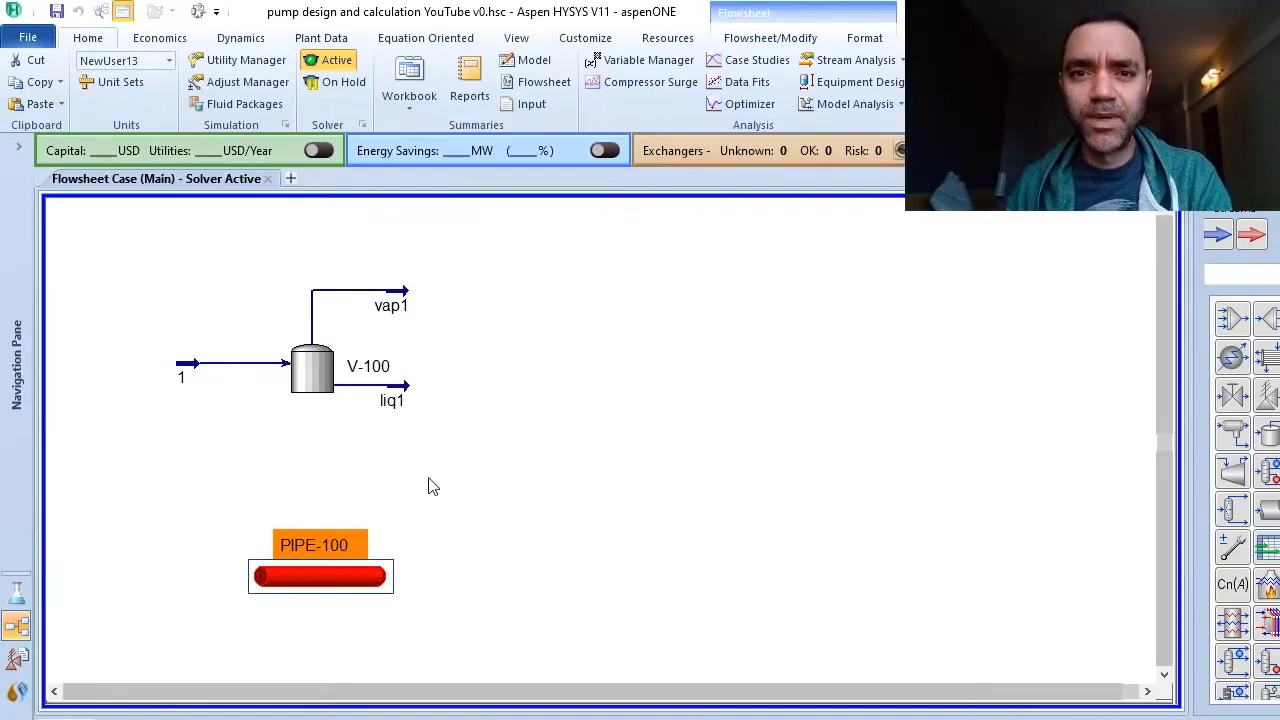 pump design and calculation YouTube v0.hsc - Aspen HYSYS V11 - aspenONE
Flowsheet
File Home Economics Dynamics Plant Data Equation Oriented View Customize Resources Flowsheet/Modify Format
Cut
Copy
Paste
Clipboard
NewUser13
Unit Sets
Units
Utility Manager
Adjust Manager
Fluid Packages
Simulation
Active
On Hold
Solver
Workbook
Reports
Model
Flowsheet
Input
Summaries
Variable Manager
Compressor Surge
Case Studies
Data Fits
Optimizer
Stream Analysis
Equipment Design
Model Analysis
Analysis
Capital: ____USD Utilities: ____USD/Year
Energy Savings: ____MW (____%)
Exchangers - Unknown: 0 OK: 0 Risk: 0
Flowsheet Case (Main) - Solver Active
Navigation Pane
vap1
V-100
1
liq1
PIPE-100
Cn(A)